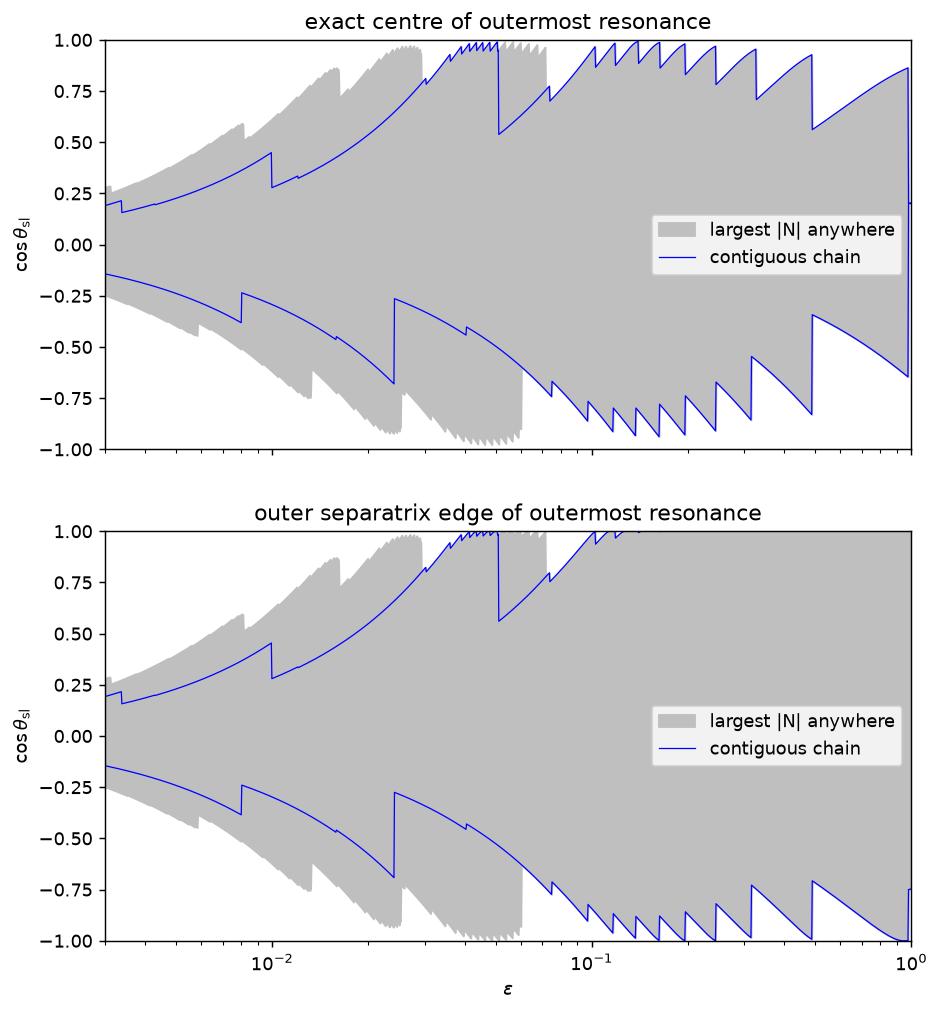 exact centre of outermost resonance
1.00
0.75
0.50
0.25
0.00
−0.25
−0.50
−0.75
−1.00
cos θsl
largest |N| anywhere
contiguous chain
outer separatrix edge of outermost resonance
1.00
0.75
0.50
0.25
0.00
−0.25
−0.50
−0.75
−1.00
cos θsl
largest |N| anywhere
contiguous chain
10⁻² 10⁻¹ 10⁰
ε